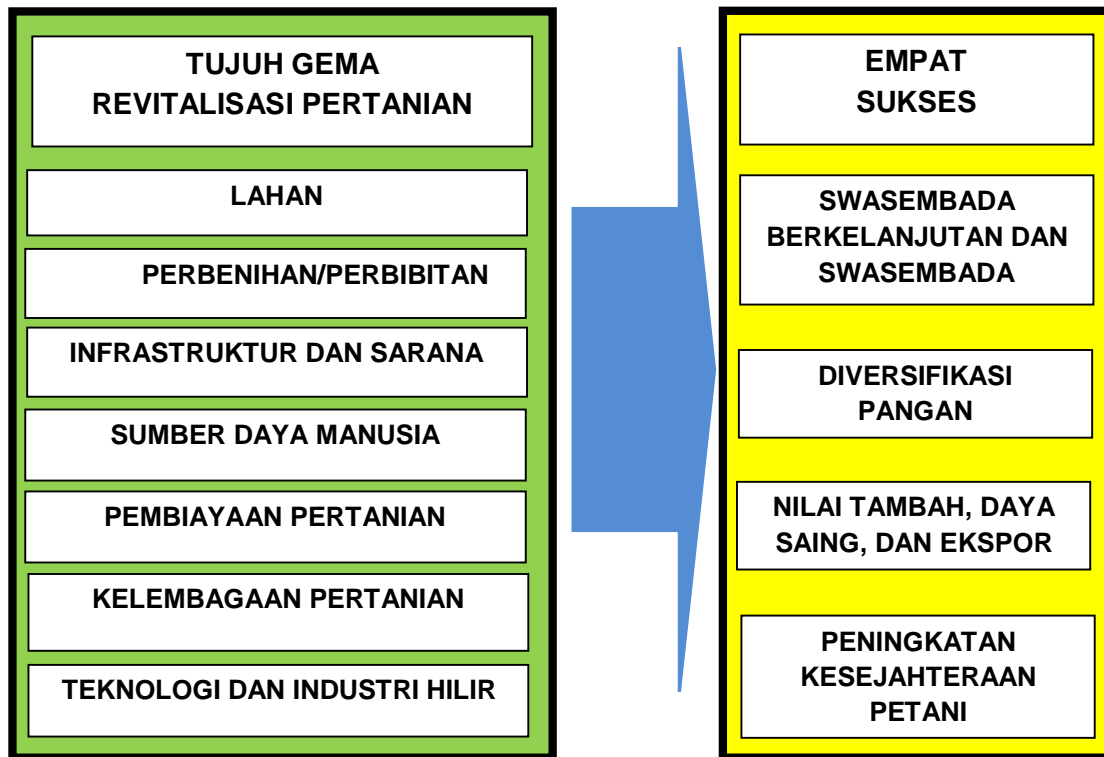 TUJUH GEMA
REVITALISASI PERTANIAN
LAHAN
PERBENIHAN/PERBIBITAN
INFRASTRUKTUR DAN SARANA
SUMBER DAYA MANUSIA
PEMBIAYAAN PERTANIAN
KELEMBAGAAN PERTANIAN
TEKNOLOGI DAN INDUSTRI HILIR
EMPAT
SUKSES
SWASEMBADA
BERKELANJUTAN DAN
SWASEMBADA
DIVERSIFIKASI
PANGAN
NILAI TAMBAH, DAYA
SAING, DAN EKSPOR
PENINGKATAN
KESEJAHTERAAN
PETANI